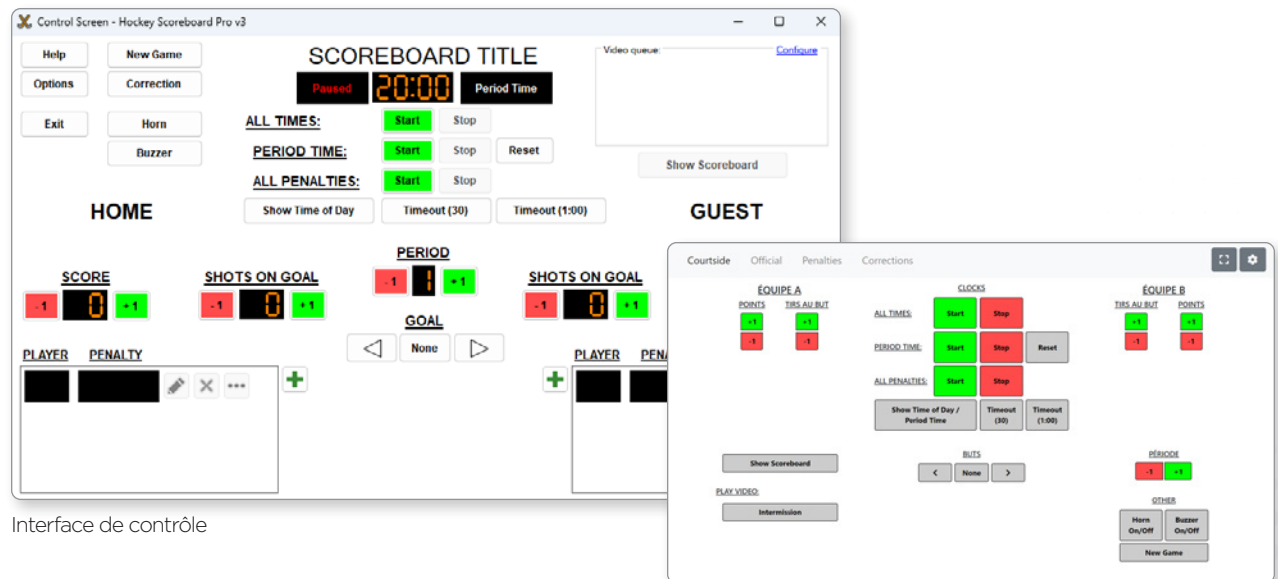 Control Screen - Hockey Scoreboard Pro v3
Help
New Game
Options
Correction
Exit
Horn
Buzzer
SCOREBOARD TITLE
Paused
20:00
Period Time
ALL TIMES:
Start
Stop
PERIOD TIME:
Start
Stop
Reset
ALL PENALTIES:
Start
Stop
Show Time of Day
Timeout (30)
Timeout (1:00)
Video queue:
Configure
Show Scoreboard
HOME
GUEST
PERIOD
-1
1
+1
SCORE
-1
0
+1
SHOTS ON GOAL
-1
0
+1
SHOTS ON GOAL
-1
0
+1
GOAL
None
PLAYER
PENALTY
PLAYER
Interface de contrôle
Courtside
Official
Penalties
Corrections
ÉQUIPE A
POINTS
TIRS AU BUT
+1
+1
-1
-1
CLOCKS
ALL TIMES:
Start
Stop
PERIOD TIME:
Start
Stop
Reset
ALL PENALTIES:
Start
Stop
Show Time of Day /
Period Time
Timeout
(30)
Timeout
(1:00)
ÉQUIPE B
TIRS AU BUT
POINTS
+1
+1
-1
-1
Show Scoreboard
PLAY VIDEO:
Intermission
BUTS
<
None
>
PÉRIODE
-1
+1
OTHER
Horn
On/Off
Buzzer
On/Off
New Game